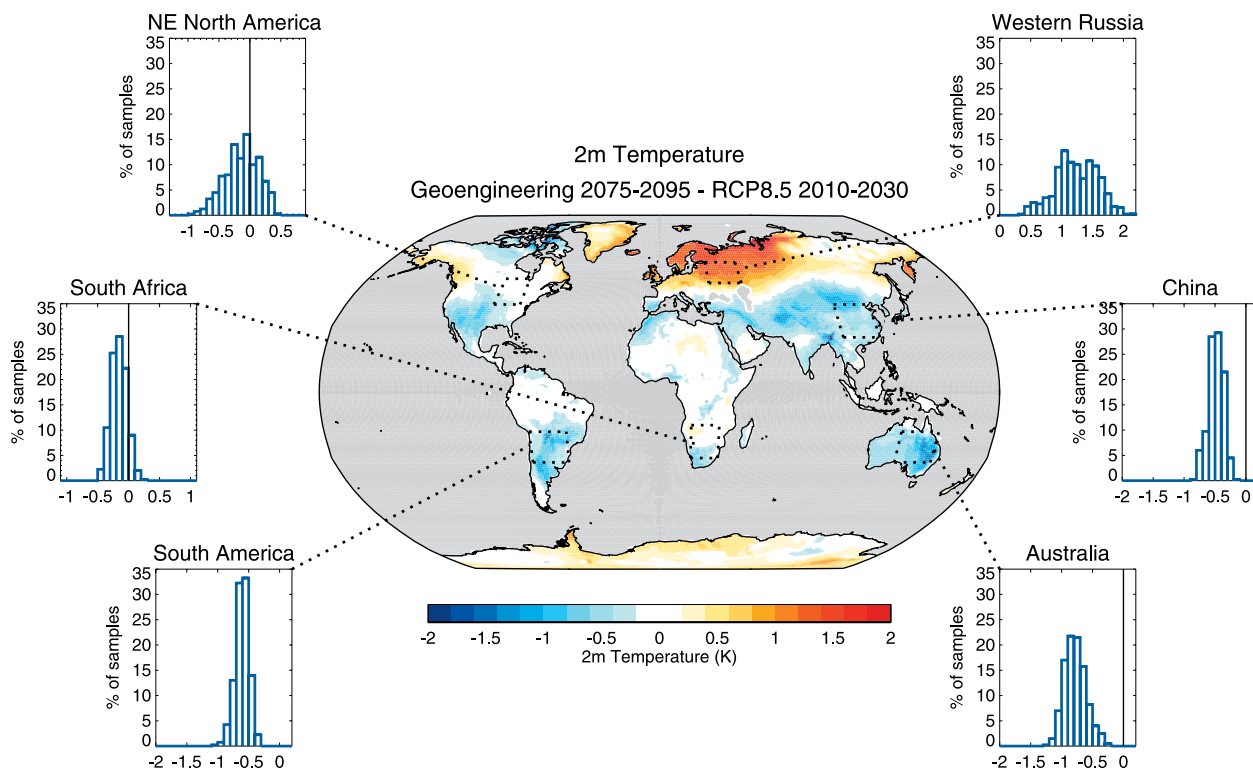 NE North America
35
30
25
20
15
10
5
0
% of samples
-1 -0.5 0 0.5
Western Russia
35
30
25
20
15
10
5
0
% of samples
0 0.5 1 1.5 2
2m Temperature
Geoengineering 2075-2095 - RCP8.5 2010-2030
South Africa
35
30
25
20
15
10
5
0
% of samples
-1 -0.5 0 0.5 1
China
35
30
25
20
15
10
5
0
% of samples
-2 -1 -0.5 0
South America
35
30
25
20
15
10
5
0
% of samples
-2 -1.5 -1 -0.5 0
-2 -1.5 -1 -0.5 0 0.5 1 1.5 2
2m Temperature (K)
Australia
35
30
25
20
15
10
5
0
% of samples
-2 -1.5 -1 -0.5 0